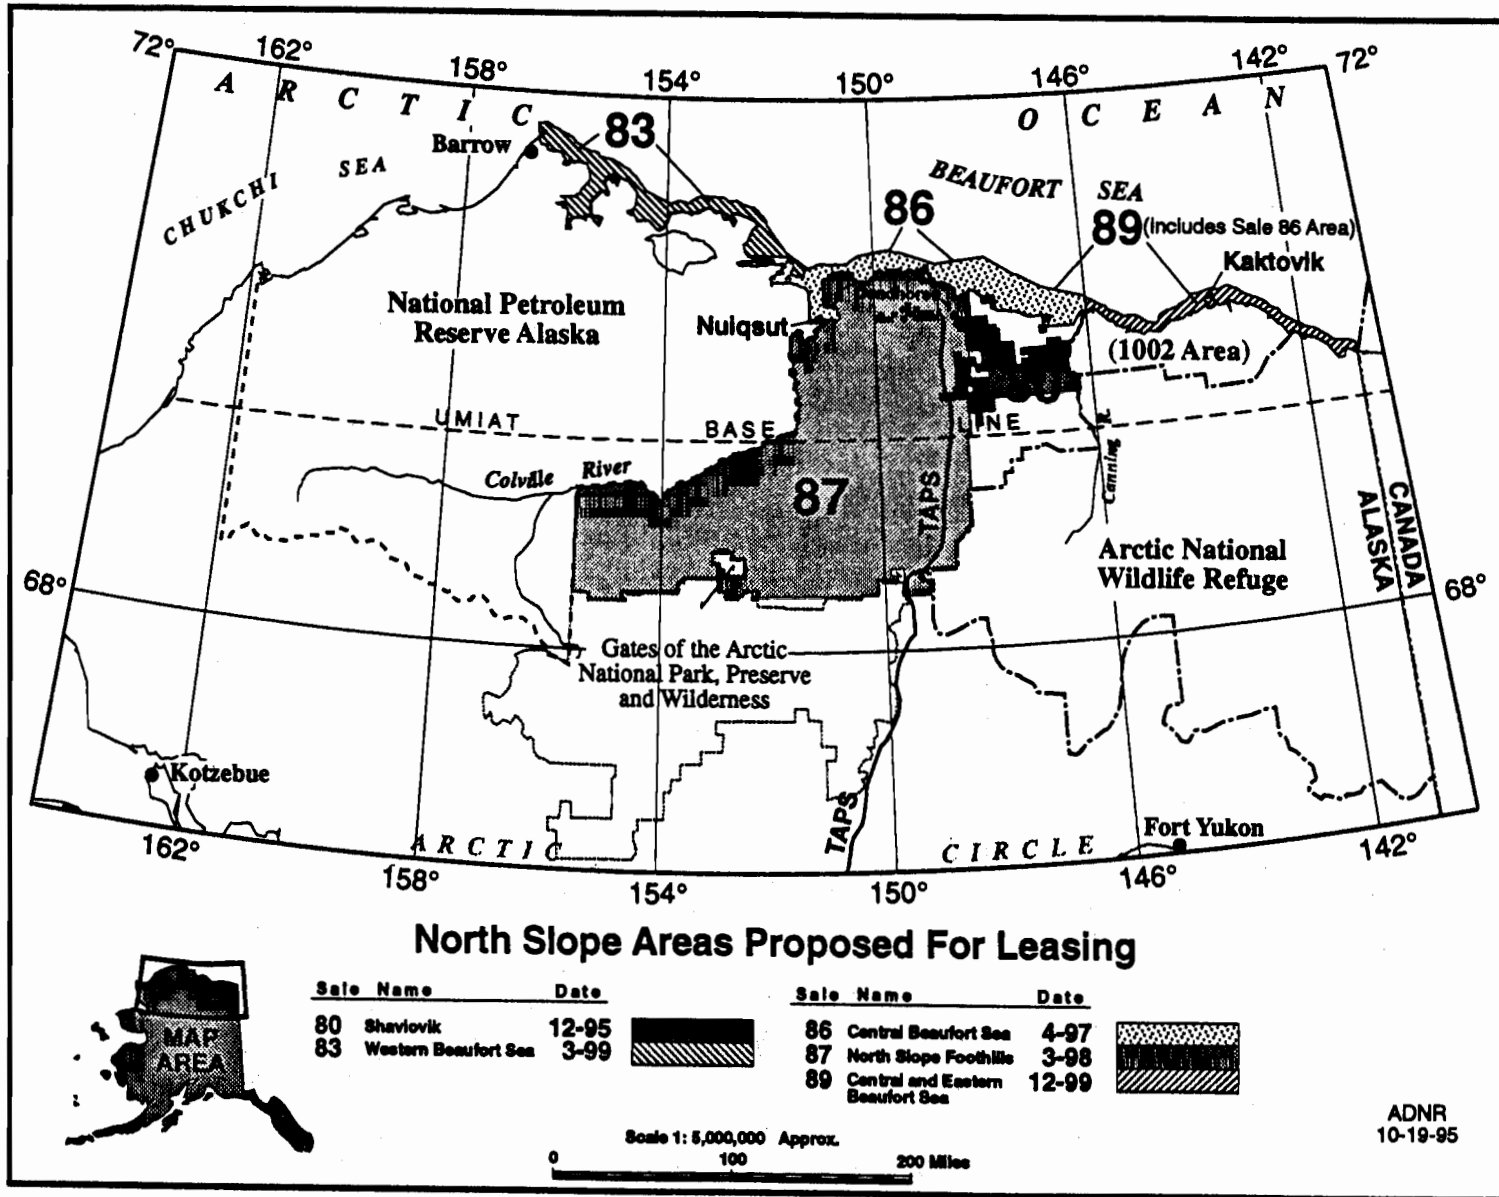 72° 162° 158° 154° 150° 146° 142° 72°
ARCTIC OCEAN
83
Barrow
CHUKCHI SEA
BEAUFORT SEA
86
89 (Includes Sale 86 Area)
Kaktovik
National Petroleum
Reserve Alaska
Nuiqsut
(1002 Area)
UMIAT BASE LINE
Colville River
87
TAPS
Canning R.
CANADA
ALASKA
Arctic National
Wildlife Refuge
68° 68°
Gates of the Arctic
National Park, Preserve
and Wilderness
Kotzebue
TAPS
Fort Yukon
ARCTIC CIRCLE
162° 158° 154° 150° 146° 142°
North Slope Areas Proposed For Leasing
Sale Name Date
80 Shaviovik 12-95
83 Western Beaufort Sea 3-99
Sale Name Date
86 Central Beaufort Sea 4-97
87 North Slope Foothills 3-98
89 Central and Eastern 12-99
Beaufort Sea
MAP
AREA
Scale 1: 5,000,000 Approx.
0 100 200 Miles
ADNR
10-19-95